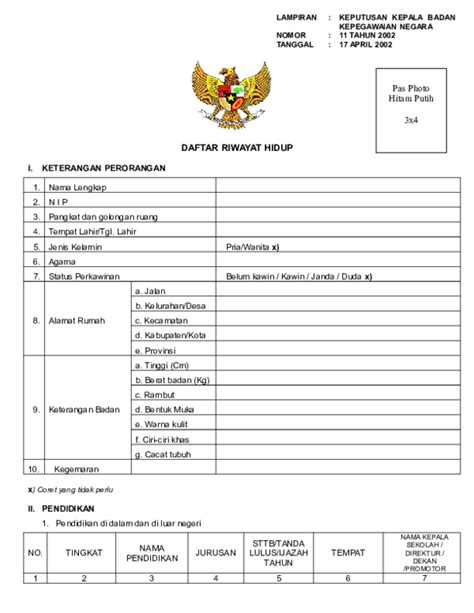 LAMPIRAN : KEPUTUSAN KEPALA BADAN
KEPEGAWAIAN NEGARA
NOMOR : 11 TAHUN 2002
TANGGAL : 17 APRIL 2002
Pas Photo
Hitam Putih
3x4
DAFTAR RIWAYAT HIDUP
I. KETERANGAN PERORANGAN
1. Nama Lengkap
2. N I P
3. Pangkat dan golongan ruang
4. Tempat Lahir/Tgl. Lahir
5. Jenis Kelamin Pria/Wanita x)
6. Agama
7. Status Perkawinan Belum kawin / Kawin / Janda / Duda x)
8. Alamat Rumah
a. Jalan
b. Kelurahan/Desa
c. Kecamatan
d. Kabupaten/Kota
e. Provinsi
9. Keterangan Badan
a. Tinggi (Cm)
b. Berat badan (Kg)
c. Rambut
d. Bentuk Muka
e. Warna kulit
f. Ciri-ciri khas
g. Cacat tubuh
10. Kegemaran
x) Coret yang tidak perlu
II. PENDIDIKAN
1. Pendidikan di dalam dan di luar negeri
NO. TINGKAT NAMA PENDIDIKAN JURUSAN STTB/TANDA LULUS/IJAZAH TAHUN TEMPAT NAMA KEPALA SEKOLAH / DIREKTUR / DEKAN /PROMOTOR
1 2 3 4 5 6 7